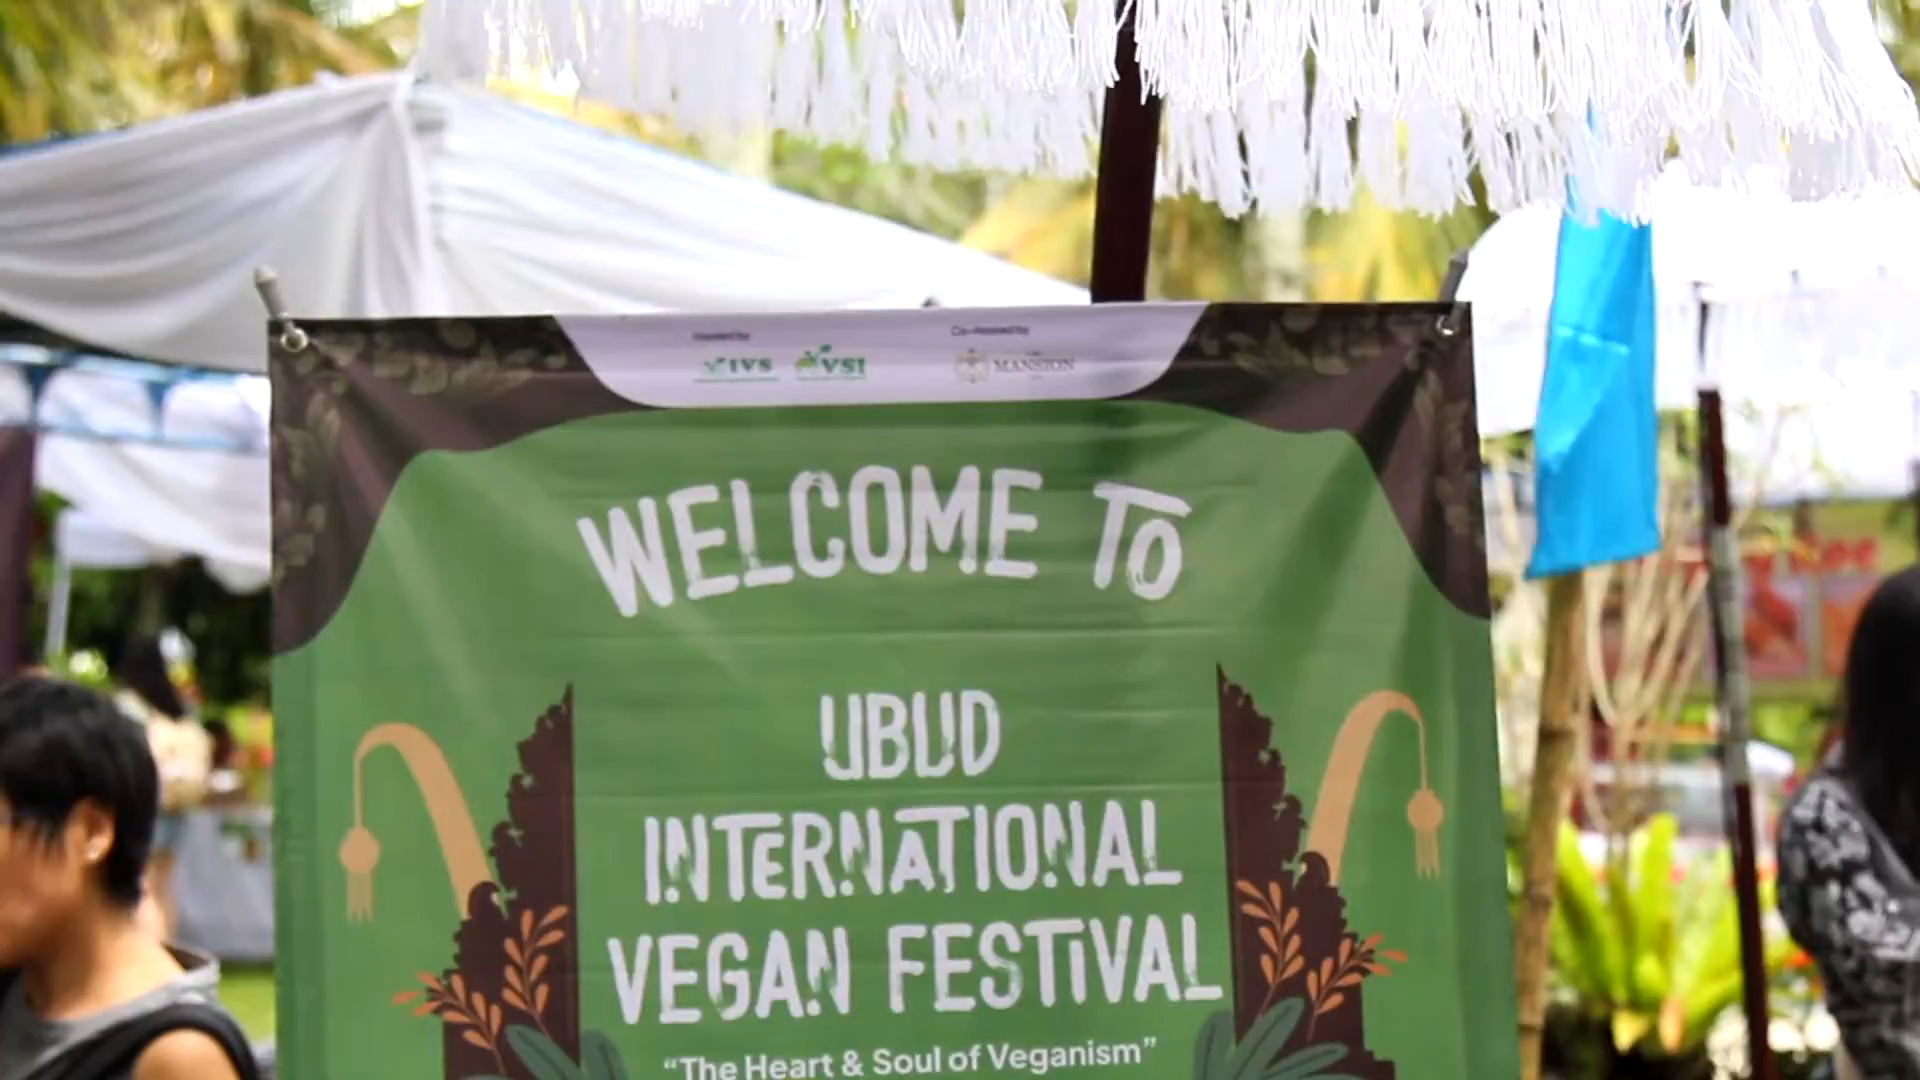 Hosted by
Co-Hosted by
IVS VSI
MANSION
WELCOME TO
UBUD
INTERNATIONAL
VEGAN FESTIVAL
“The Heart & Soul of Veganism”